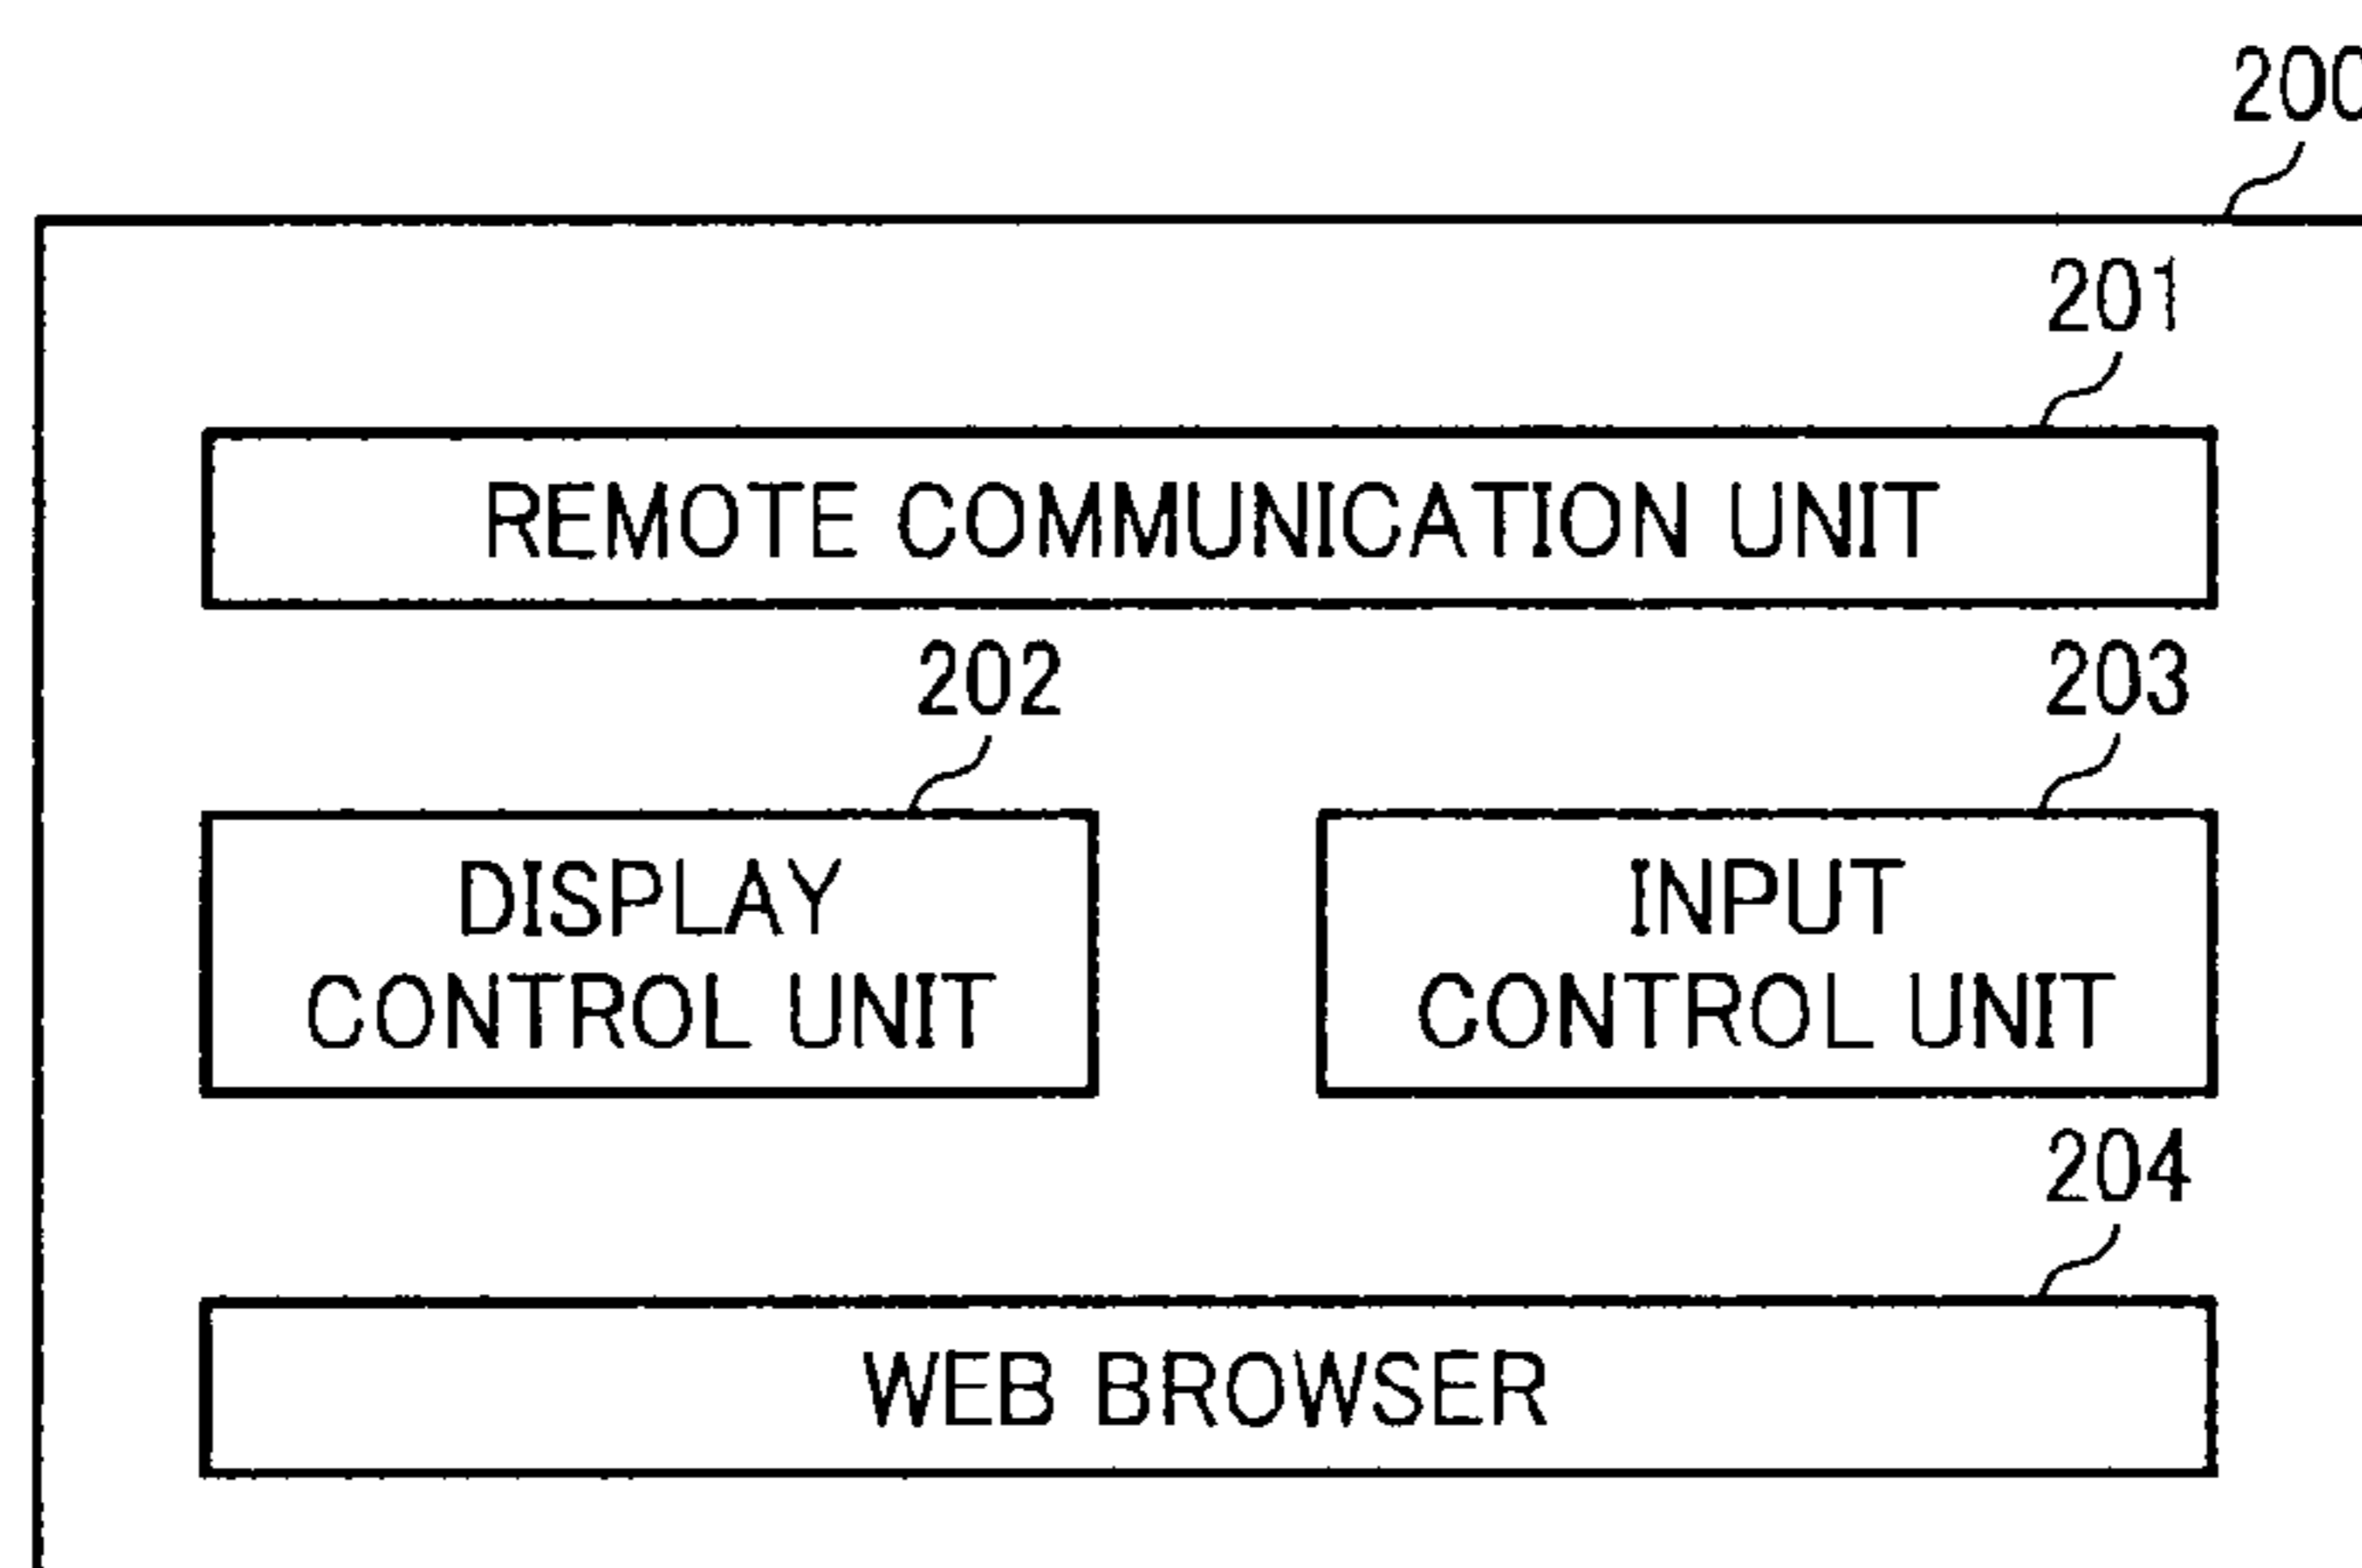 200
201
REMOTE COMMUNICATION UNIT
202
203
DISPLAY
CONTROL UNIT
INPUT
CONTROL UNIT
204
WEB BROWSER